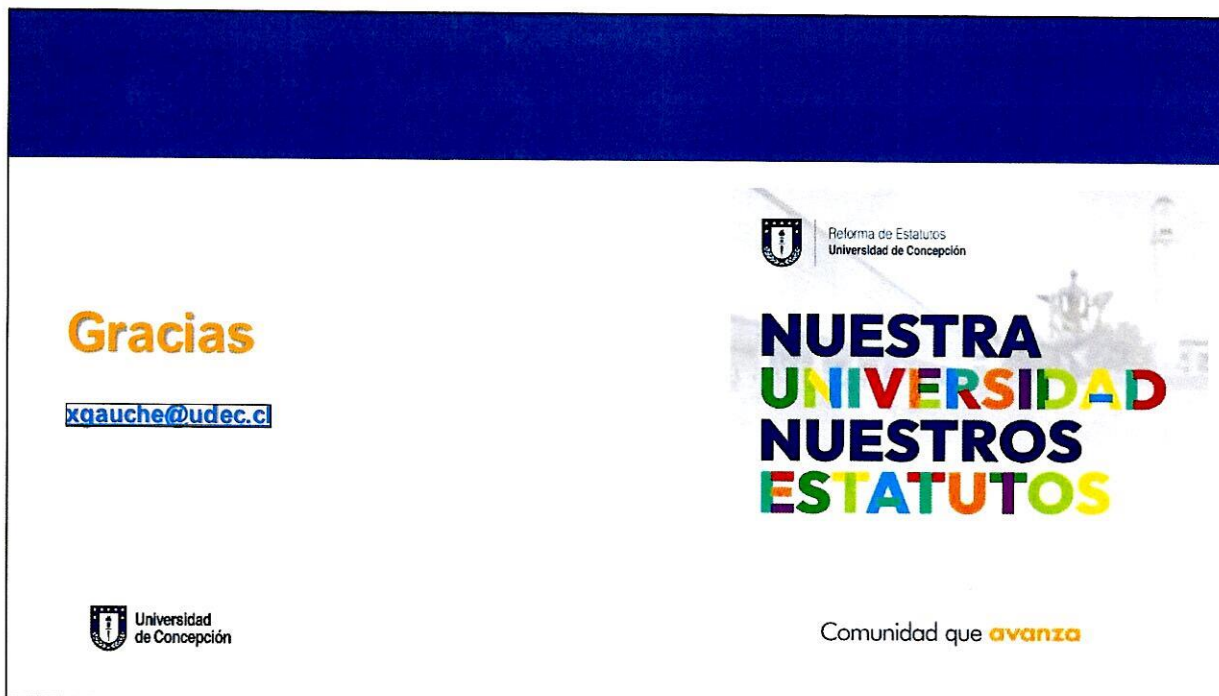 Gracias
xgauche@udec.cl
Universidad
de Concepción
Reforma de Estatutos
Universidad de Concepción
NUESTRA
UNIVERSIDAD
NUESTROS
ESTATUTOS
Comunidad que avanza